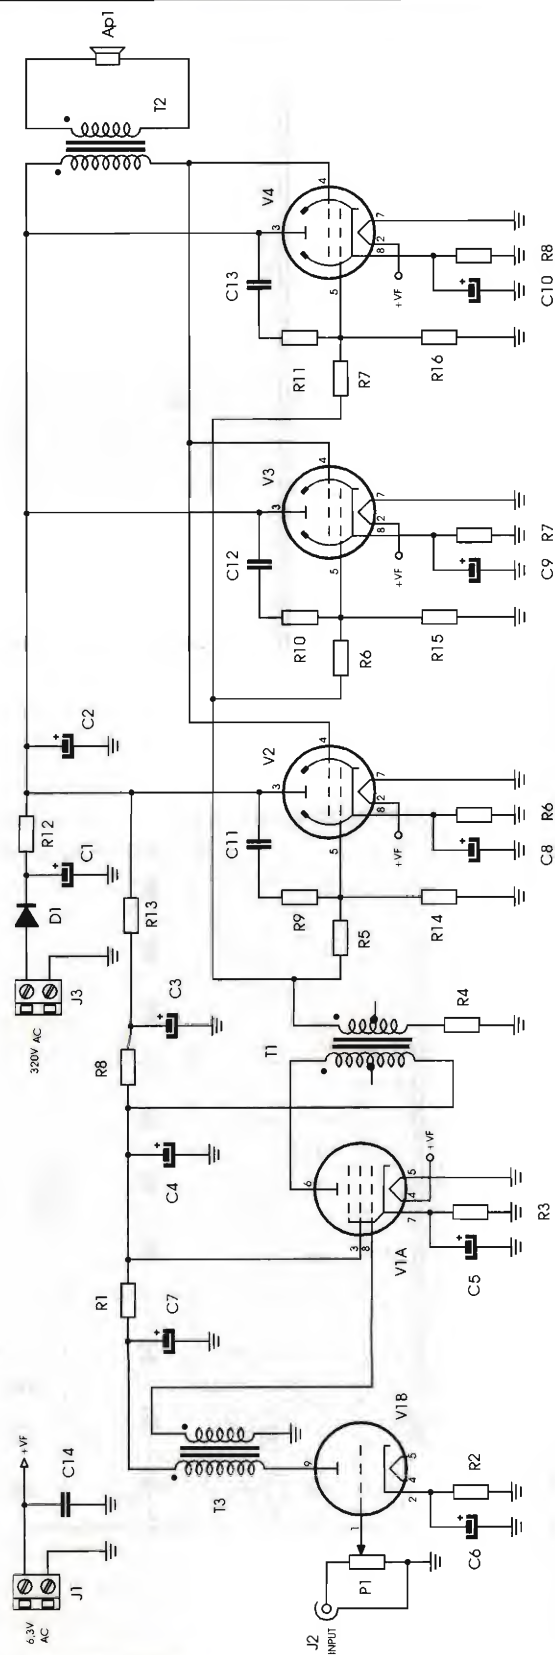 Ap1
T2
V4
3
4
5
7
2
8
+VF
C13
R11
R7
R16
R8
C10
V3
3
4
5
7
2
8
+VF
C12
R10
R6
R15
R7
C9
C2
V2
3
4
5
7
2
8
+VF
C11
R9
R5
R14
R6
C8
R12
C1
D1
J3
320V AC
R13
C3
R8
C4
T1
R4
V1A
6
3
8
7
4
5
+VF
R3
C5
R1
C7
T3
V1B
9
1
2
4
5
R2
C6
P1
J2
INPUT
+VF
C14
J1
6,3V
AC